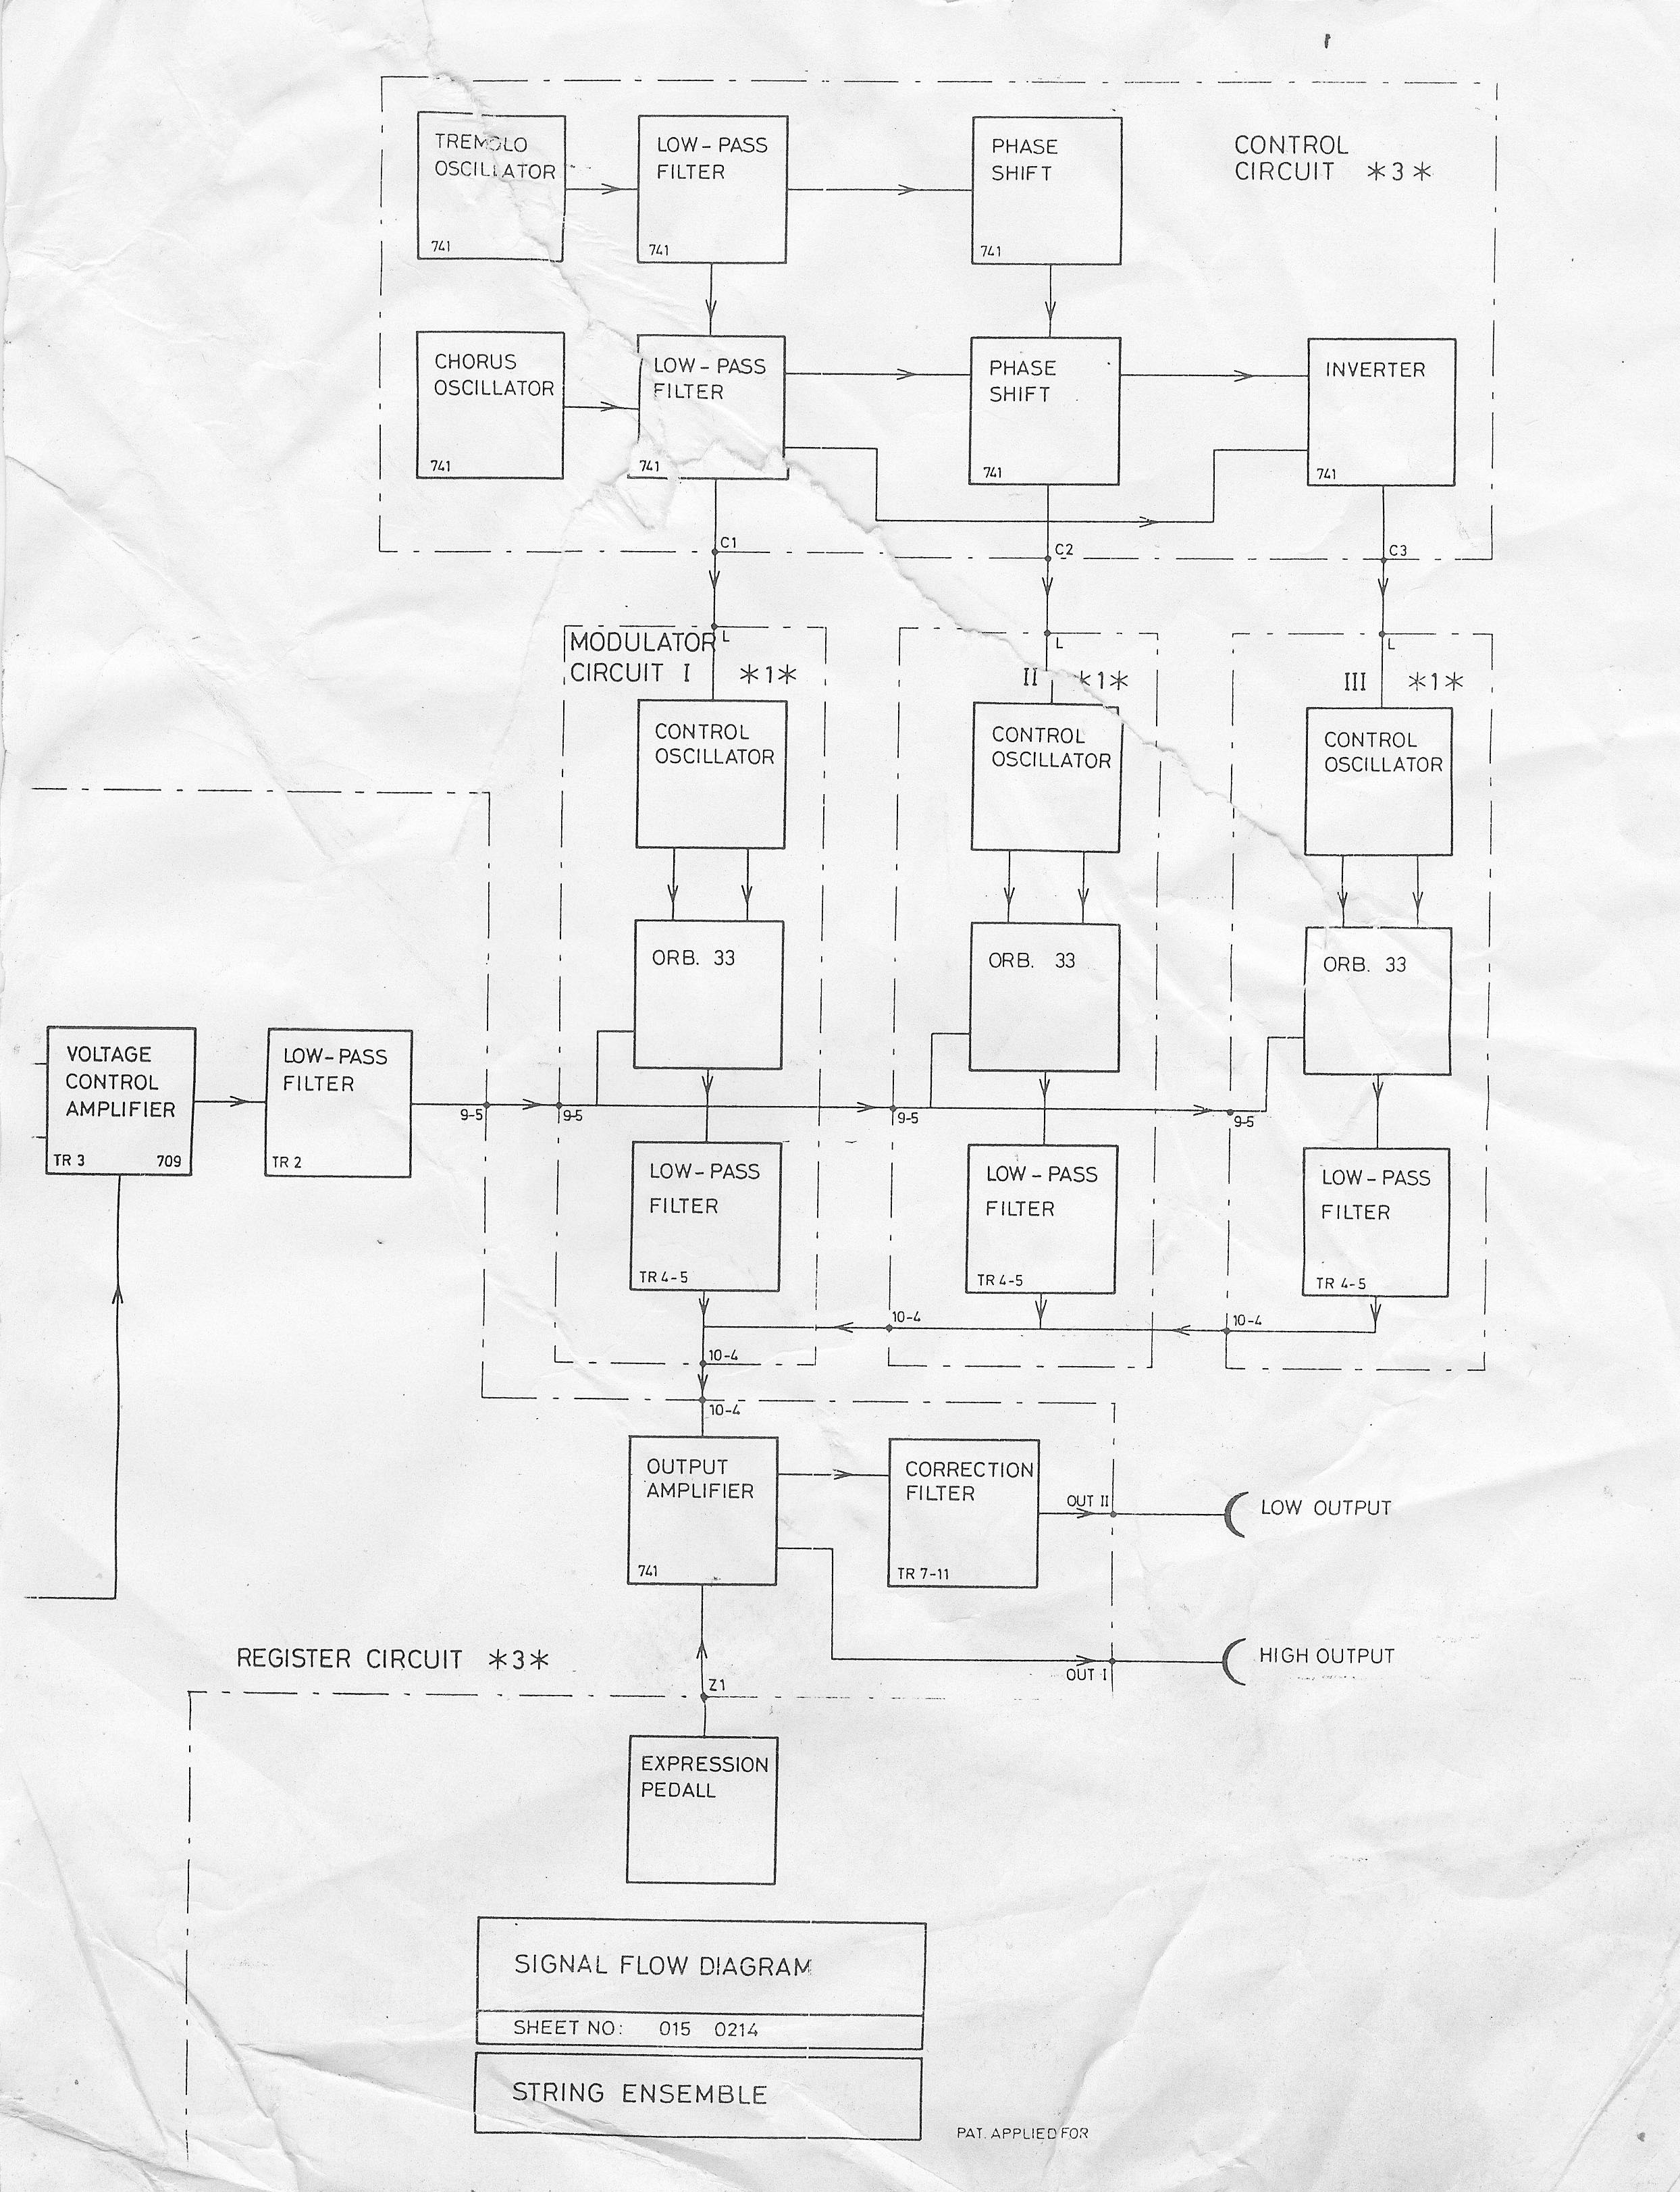 TREMOLO
OSCILLATOR
741
LOW-PASS
FILTER
741
PHASE
SHIFT
741
CONTROL
CIRCUIT *3*
CHORUS
OSCILLATOR
741
LOW-PASS
FILTER
741
PHASE
SHIFT
741
INVERTER
741
C1
C2
C3
MODULATOR
CIRCUIT I *1*
L
L
II *1*
L
III *1*
CONTROL
OSCILLATOR
CONTROL
OSCILLATOR
CONTROL
OSCILLATOR
ORB. 33
ORB. 33
ORB. 33
VOLTAGE
CONTROL
AMPLIFIER
TR 3 709
LOW-PASS
FILTER
TR 2
9-5
9-5
9-5
9-5
LOW-PASS
FILTER
TR 4-5
LOW-PASS
FILTER
TR 4-5
LOW-PASS
FILTER
TR 4-5
10-4
10-4
10-4
10-4
OUTPUT
AMPLIFIER
741
CORRECTION
FILTER
TR 7-11
OUT II
LOW OUTPUT
OUT I
HIGH OUTPUT
REGISTER CIRCUIT *3*
Z1
EXPRESSION
PEDALL
SIGNAL FLOW DIAGRAM
SHEET NO: 015 0214
STRING ENSEMBLE
PAT. APPLIED FOR